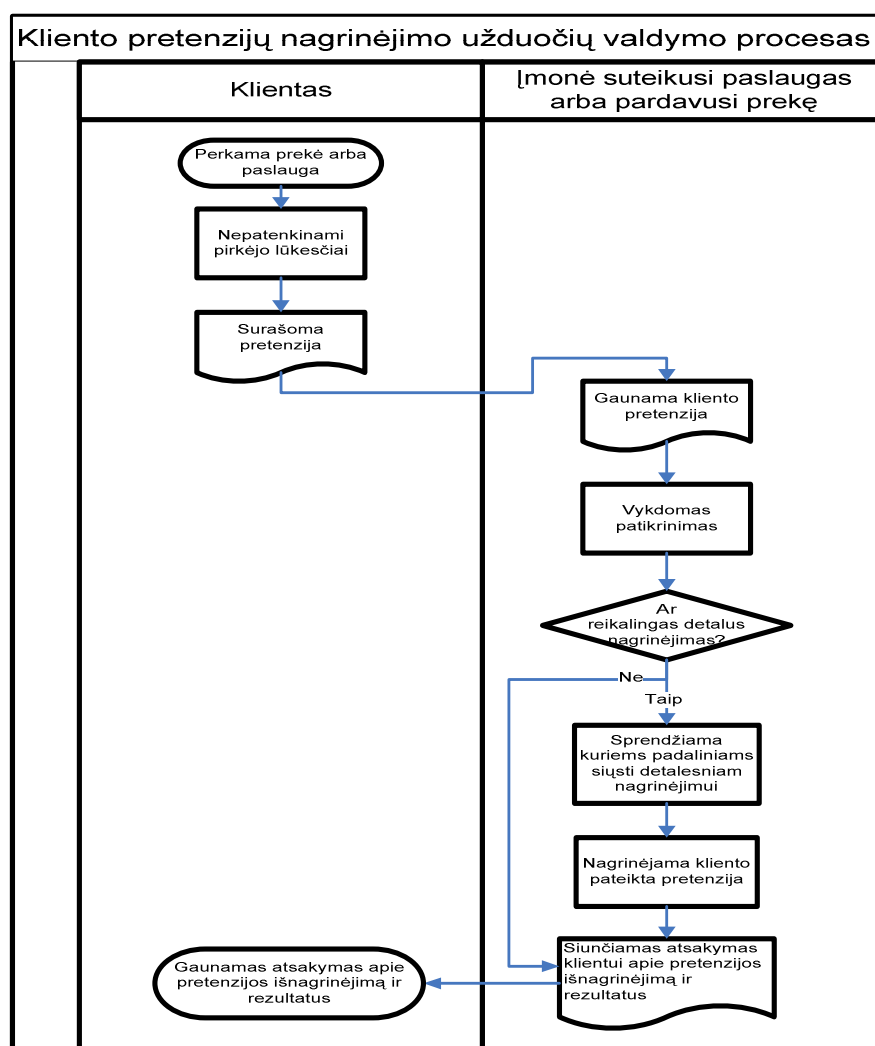 Kliento pretenzijų nagrinėjimo užduočių valdymo procesas
Klientas
Įmonė suteikusi paslaugas
arba pardavusi prekę
Perkama prekė arba
paslauga
Nepatenkinami
pirkėjo lūkesčiai
Surašoma
pretenzija
Gaunama kliento
pretenzija
Vykdomas
patikrinimas
Ar
reikalingas detalus
nagrinėjimas?
Ne
Taip
Sprendžiama
kuriems padaliniams
siųsti detalesniam
nagrinėjimui
Nagrinėjama kliento
pateikta pretenzija
Siunčiamas atsakymas
klientui apie pretenzijos
išnagrinėjimą ir
rezultatus
Gaunamas atsakymas apie
pretenzijos išnagrinėjimą ir
rezultatus